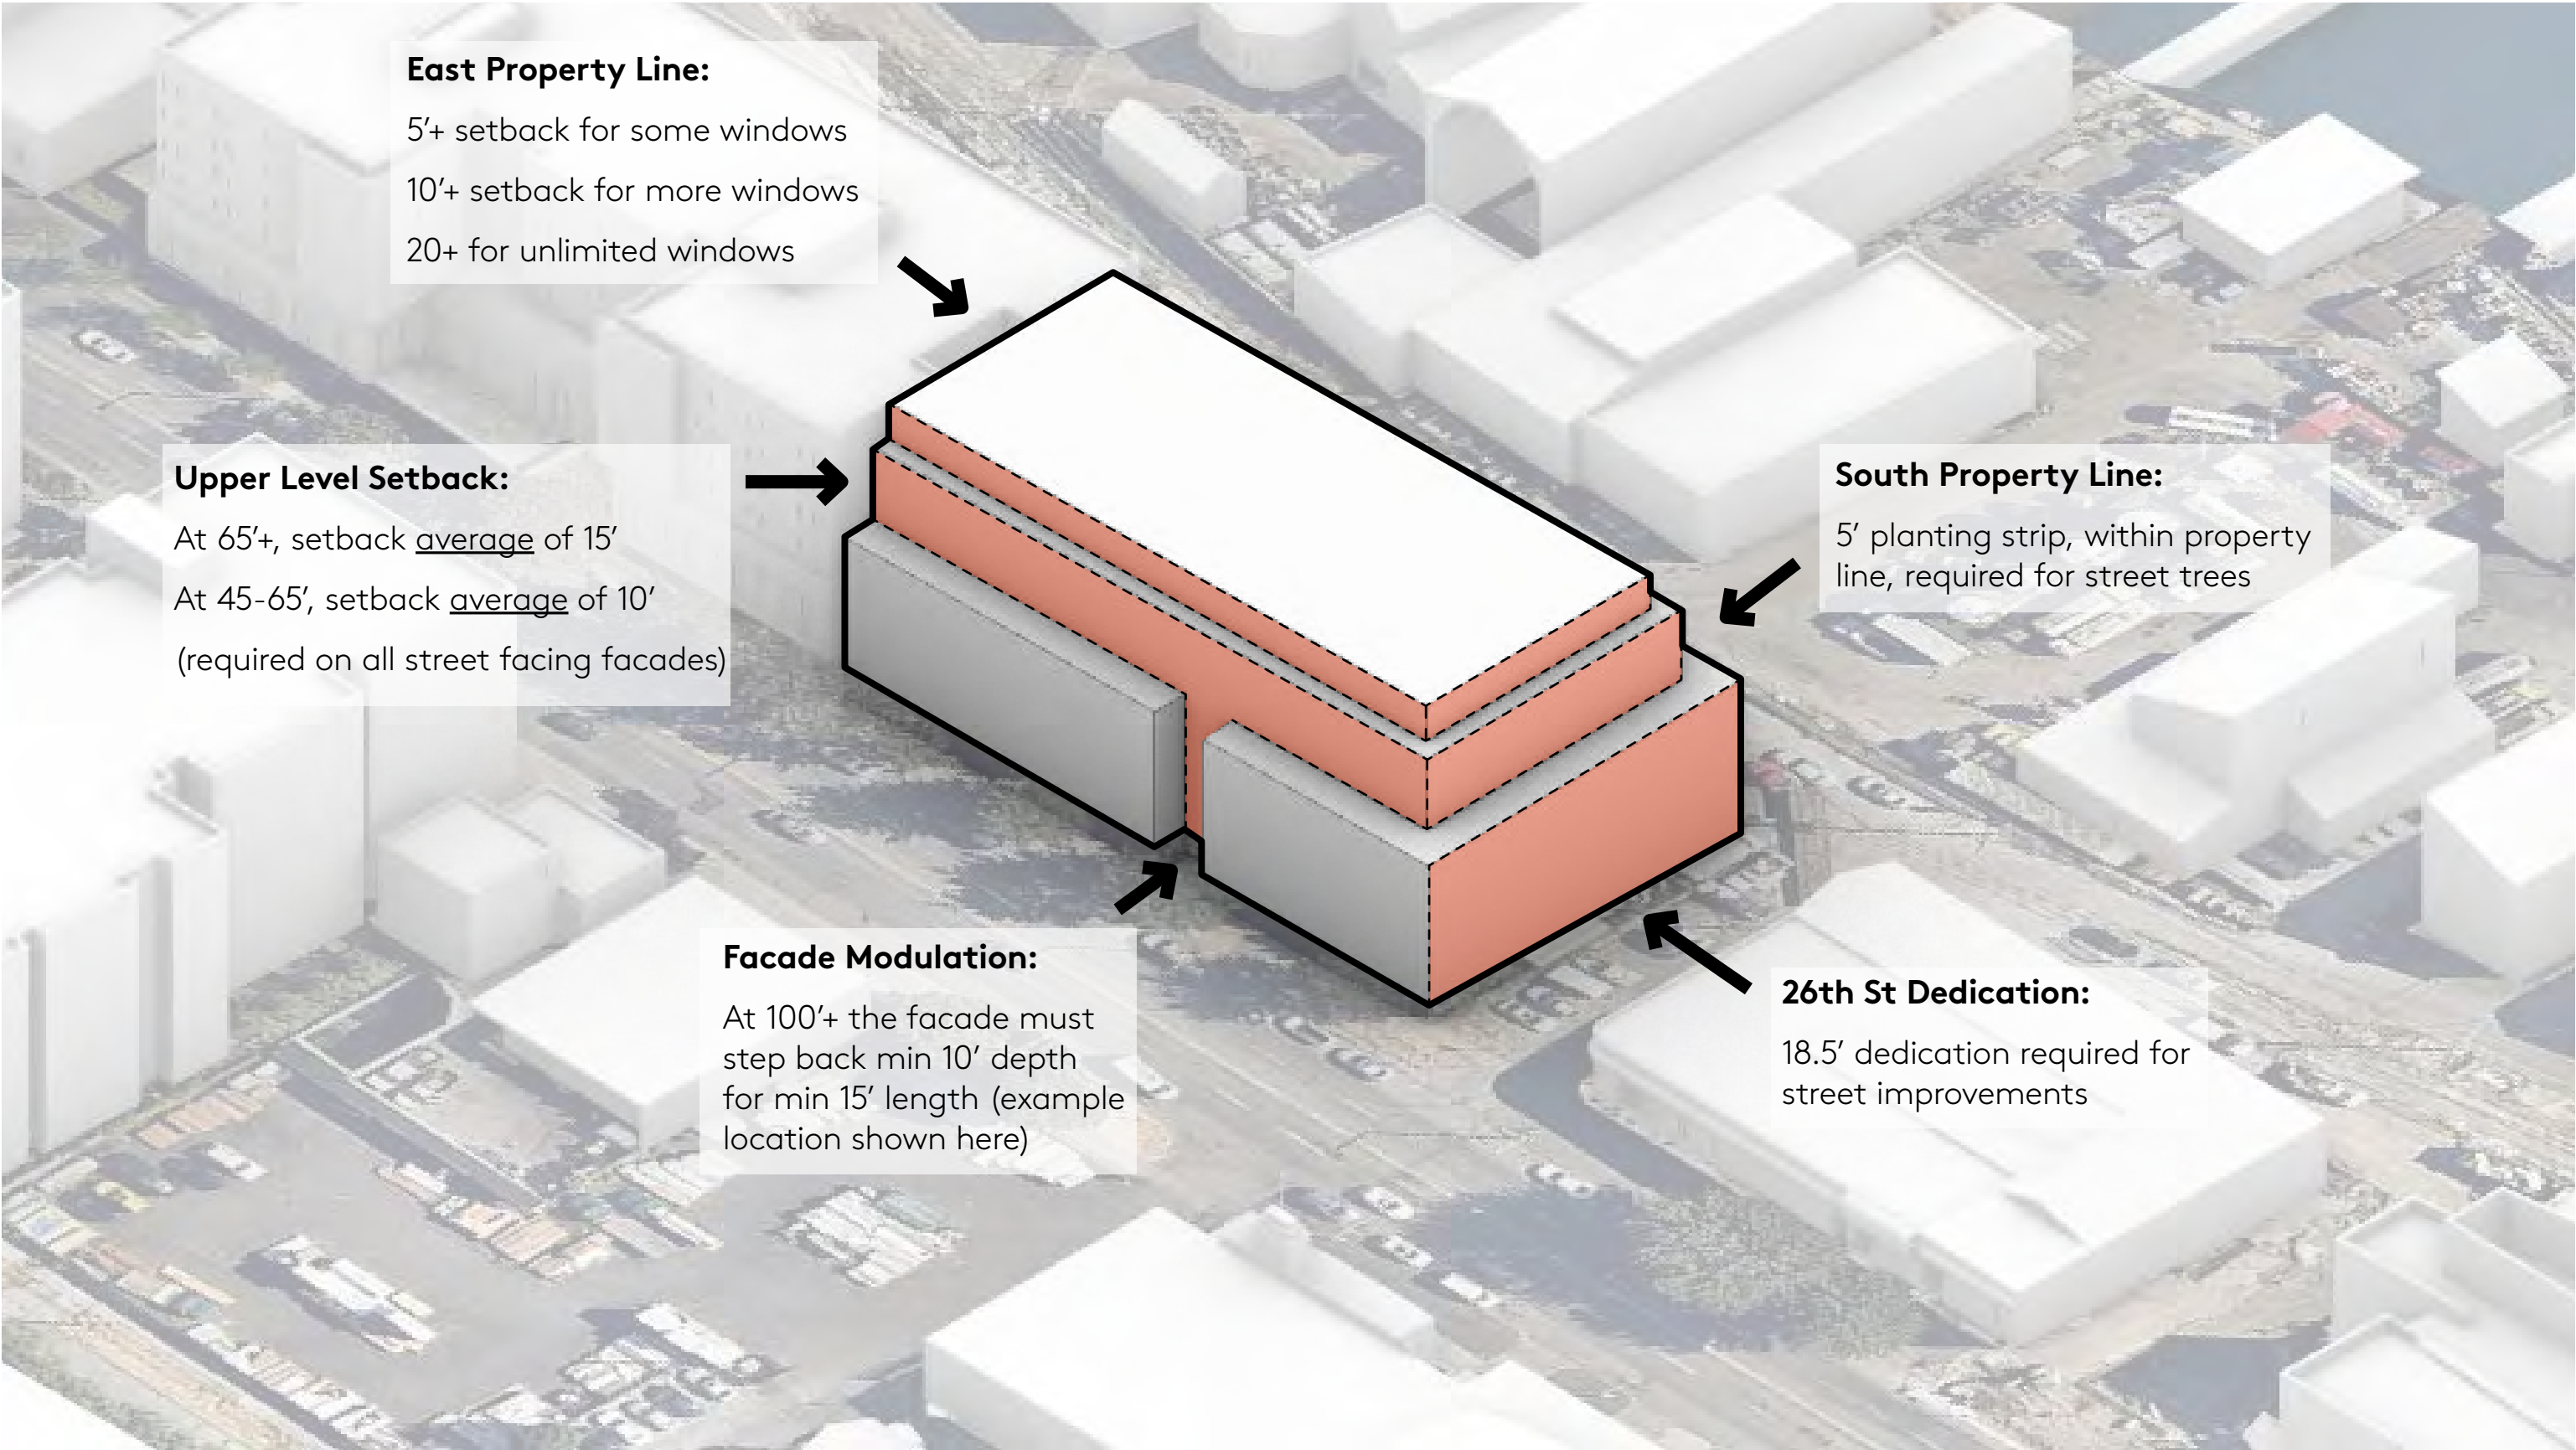 East Property Line:
5'+ setback for some windows
10'+ setback for more windows
20+ for unlimited windows
Upper Level Setback:
At 65'+, setback average of 15'
At 45-65', setback average of 10'
(required on all street facing facades)
South Property Line:
5' planting strip, within property
line, required for street trees
Facade Modulation:
At 100'+ the facade must
step back min 10' depth
for min 15' length (example
location shown here)
26th St Dedication:
18.5' dedication required for
street improvements